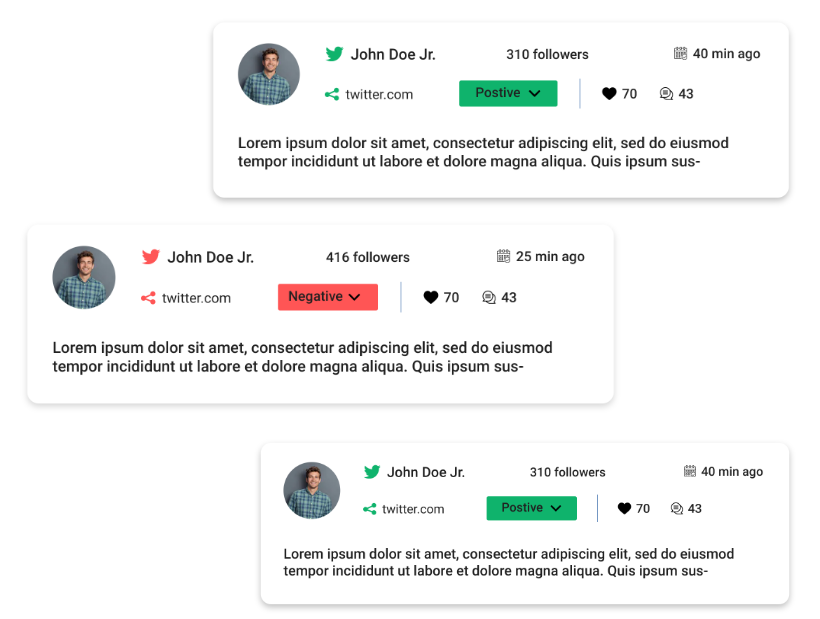 John Doe Jr. 310 followers 40 min ago
twitter.com Postive 70 43
Lorem ipsum dolor sit amet, consectetur adipiscing elit, sed do eiusmod
tempor incididunt ut labore et dolore magna aliqua. Quis ipsum sus-
John Doe Jr. 416 followers 25 min ago
twitter.com Negative 70 43
Lorem ipsum dolor sit amet, consectetur adipiscing elit, sed do eiusmod
tempor incididunt ut labore et dolore magna aliqua. Quis ipsum sus-
John Doe Jr. 310 followers 40 min ago
twitter.com Postive 70 43
Lorem ipsum dolor sit amet, consectetur adipiscing elit, sed do eiusmod
tempor incididunt ut labore et dolore magna aliqua. Quis ipsum sus-